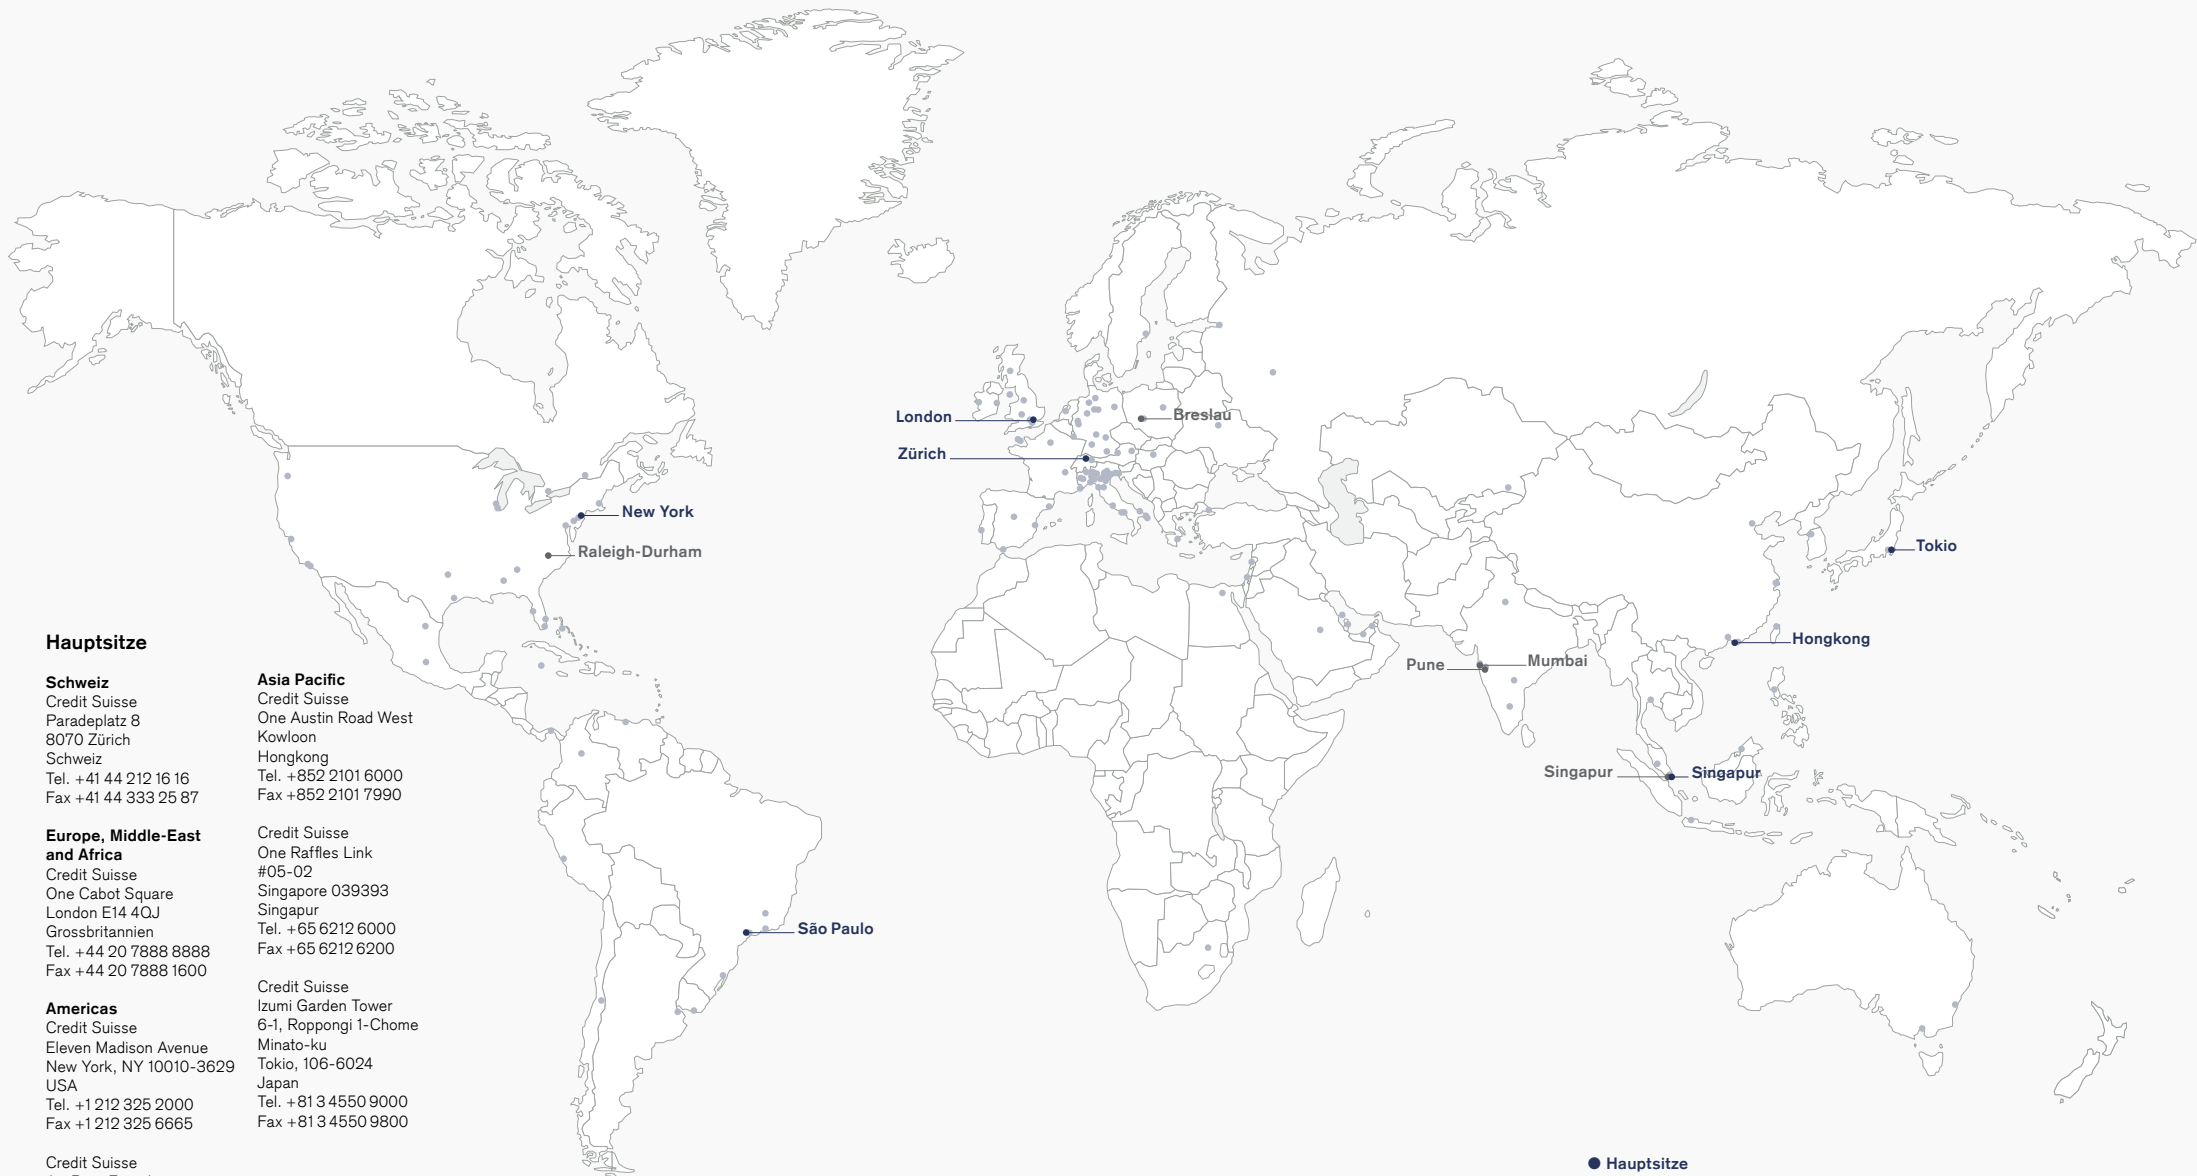 London
Zürich
Breslau
New York
Raleigh-Durham
Tokio
Hongkong
Pune
Mumbai
Singapur
Singapur
São Paulo
Hauptsitze
Schweiz
Credit Suisse
Paradeplatz 8
8070 Zürich
Schweiz
Tel. +41 44 212 16 16
Fax +41 44 333 25 87
Europe, Middle-East
and Africa
Credit Suisse
One Cabot Square
London E14 4QJ
Grossbritannien
Tel. +44 20 7888 8888
Fax +44 20 7888 1600
Americas
Credit Suisse
Eleven Madison Avenue
New York, NY 10010-3629
USA
Tel. +1 212 325 2000
Fax +1 212 325 6665
Credit Suisse
Asia Pacific
Credit Suisse
One Austin Road West
Kowloon
Hongkong
Tel. +852 2101 6000
Fax +852 2101 7990
Credit Suisse
One Raffles Link
#05-02
Singapore 039393
Singapur
Tel. +65 6212 6000
Fax +65 6212 6200
Credit Suisse
Izumi Garden Tower
6-1, Roppongi 1-Chome
Minato-ku
Tokio, 106-6024
Japan
Tel. +81 3 4550 9000
Fax +81 3 4550 9800
Hauptsitze